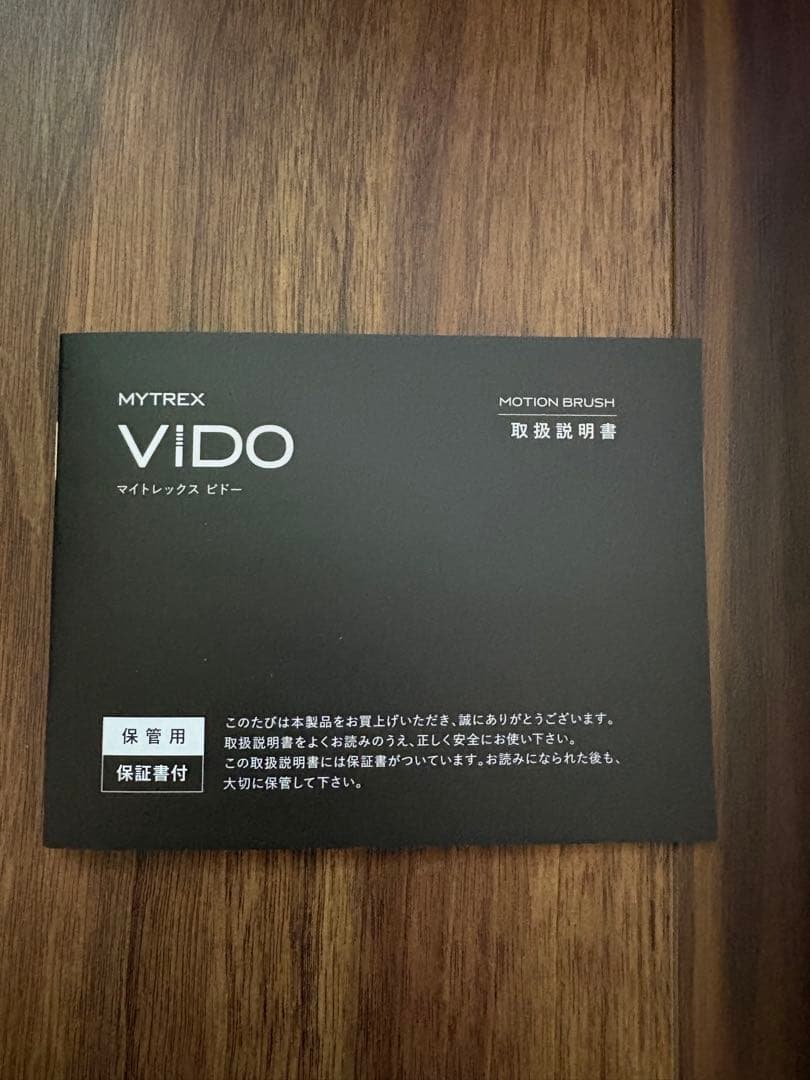 MYTREX
ViDO
マイトレックス ビドー
MOTION BRUSH
取扱説明書
保管用
保証書付
このたびは本製品をお買上げいただき、誠にありがとうございます。
取扱説明書をよくお読みのうえ、正しく安全にお使い下さい。
この取扱説明書には保証書がついています。お読みになられた後も、
大切に保管して下さい。